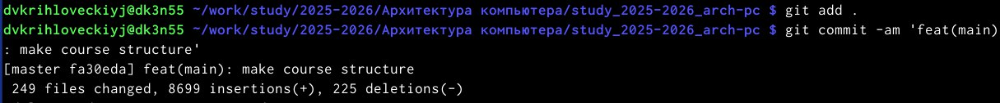 dvkrihloveckiyj@dk3n55 ~/work/study/2025-2026/Архитектура компьютера/study_2025-2026_arch-pc $ git add .
dvkrihloveckiyj@dk3n55 ~/work/study/2025-2026/Архитектура компьютера/study_2025-2026_arch-pc $ git commit -am 'feat(main)
: make course structure'
[master fa30eda] feat(main): make course structure
 249 files changed, 8699 insertions(+), 225 deletions(-)